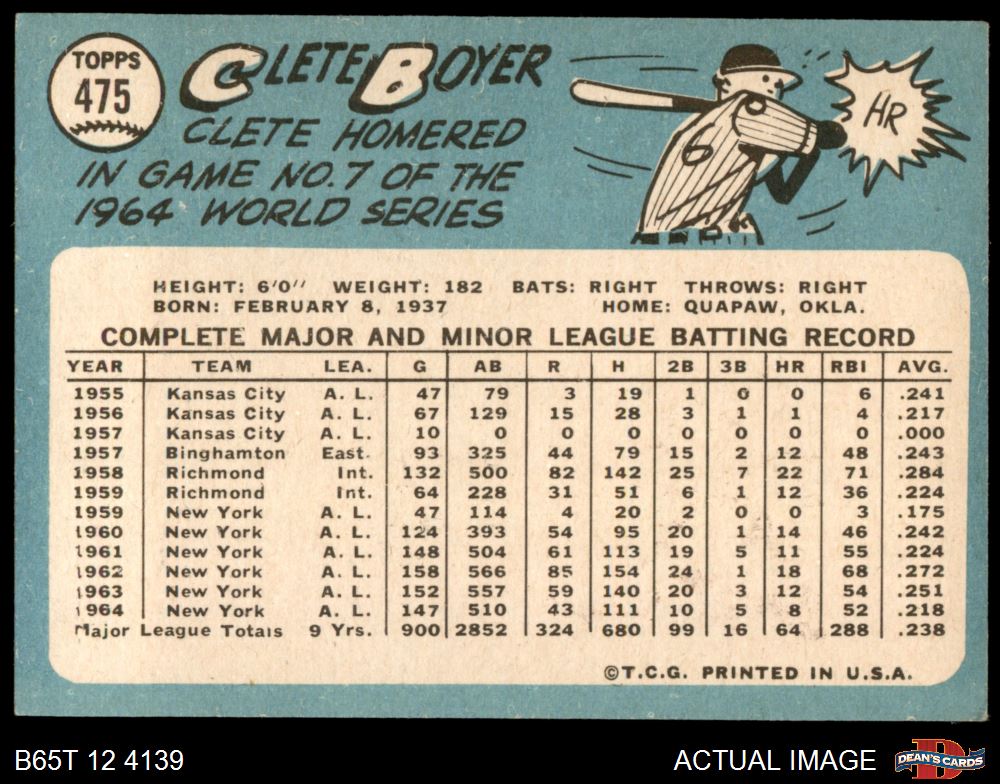 TOPPS
475
CLETE BOYER
CLETE HOMERED
IN GAME NO. 7 OF THE
1964 WORLD SERIES
6
HR
HEIGHT: 6'0" WEIGHT: 182 BATS: RIGHT THROWS: RIGHT
BORN: FEBRUARY 8, 1937 HOME: QUAPAW, OKLA.
COMPLETE MAJOR AND MINOR LEAGUE BATTING RECORD
YEAR TEAM LEA. G AB R H 2B 3B HR RBI AVG.
1955 Kansas City A. L. 47 79 3 19 1 0 0 6 .241
1956 Kansas City A. L. 67 129 15 28 3 1 1 4 .217
1957 Kansas City A. L. 10 0 0 0 0 0 0 0 .000
1957 Binghamton East. 93 325 44 79 15 2 12 48 .243
1958 Richmond Int. 132 500 82 142 25 7 22 71 .284
1959 Richmond Int. 64 228 31 51 6 1 12 36 .224
1959 New York A. L. 47 114 4 20 2 0 0 3 .175
1960 New York A. L. 124 393 54 95 20 1 14 46 .242
1961 New York A. L. 148 504 61 113 19 5 11 55 .224
1962 New York A. L. 158 566 85 154 24 1 18 68 .272
1963 New York A. L. 152 557 59 140 20 3 12 54 .251
1964 New York A. L. 147 510 43 111 10 5 8 52 .218
Major League Totals 9 Yrs. 900 2852 324 680 99 16 64 288 .238
©T.C.G. PRINTED IN U.S.A.
B65T 12 4139 ACTUAL IMAGE DEAN'S CARDS